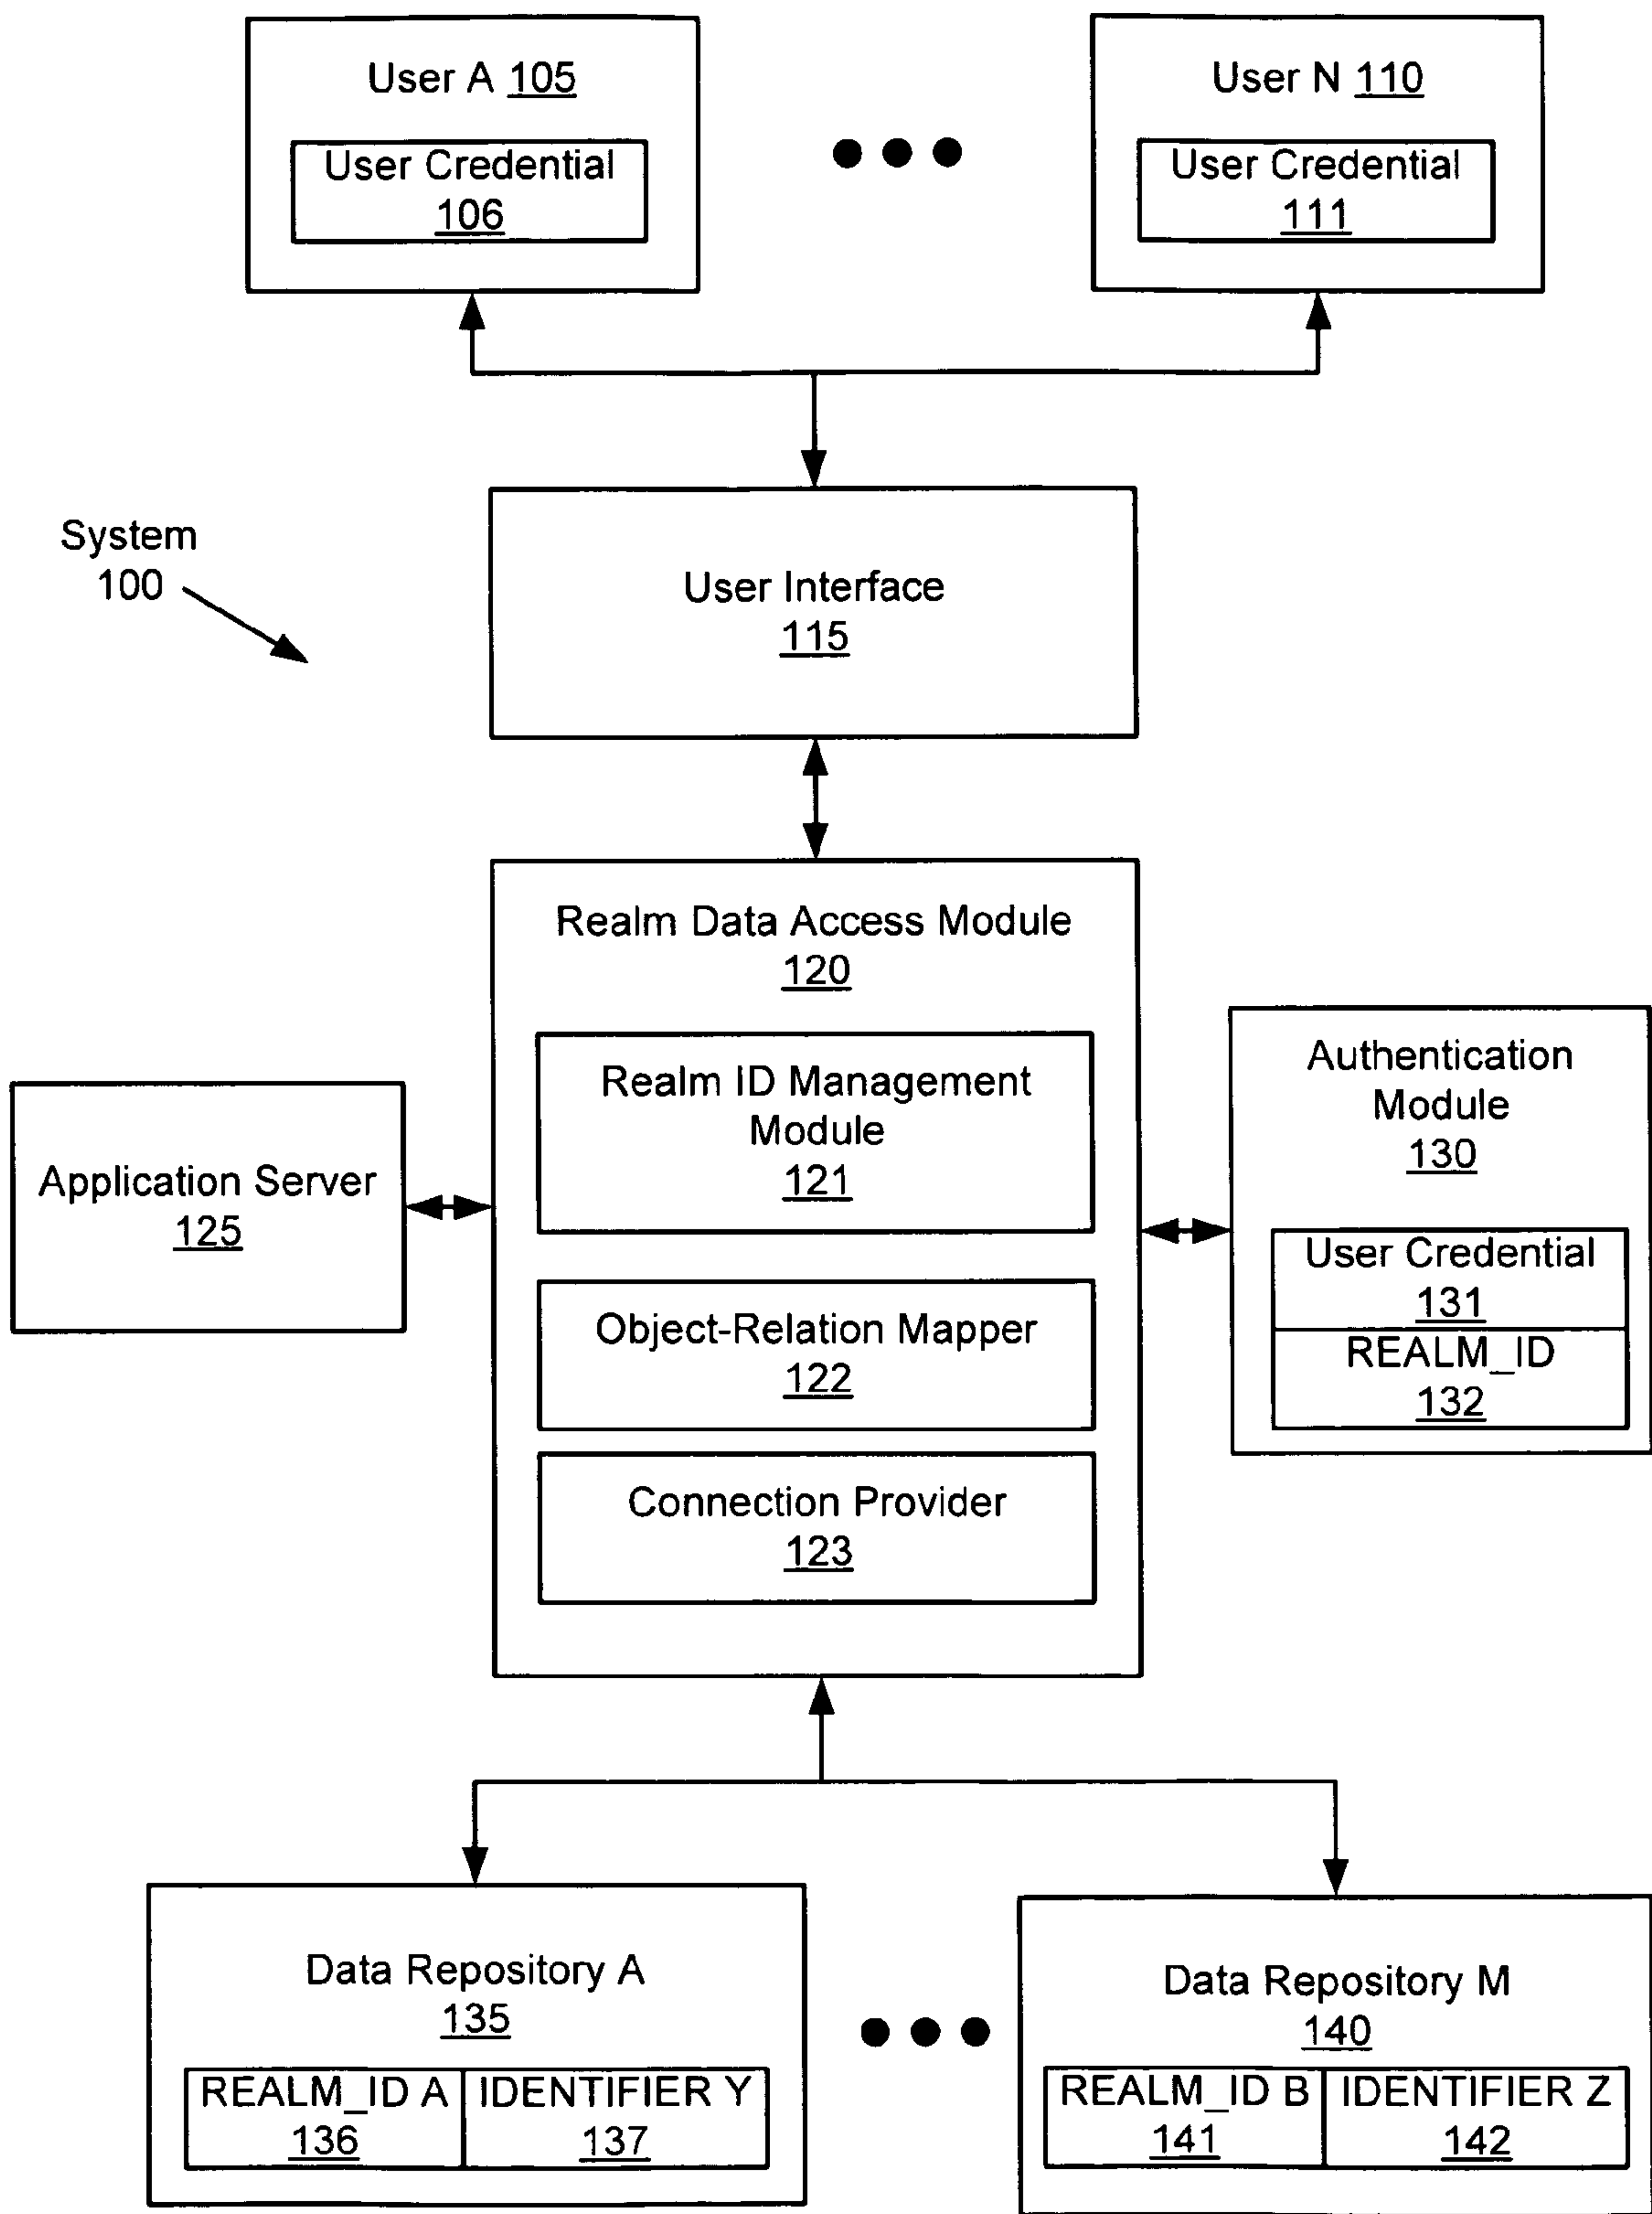 User A 105
User Credential
106
User N 110
User Credential
111
System
100
User Interface
115
Realm Data Access Module
120
Realm ID Management
Module
121
Object-Relation Mapper
122
Connection Provider
123
Application Server
125
Authentication
Module
130
User Credential
131
REALM_ID
132
Data Repository A
135
REALM_ID A
136
IDENTIFIER Y
137
Data Repository M
140
REALM_ID B
141
IDENTIFIER Z
142